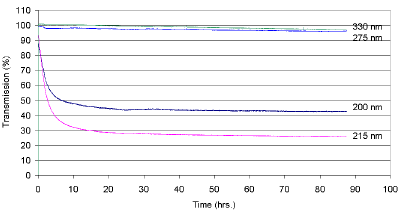 110
100
90
80
70
60
50
40
30
20
10
0
Transmission (%)
330 nm
275 nm
200 nm
215 nm
0 10 20 30 40 50 60 70 80 90 100
Time (hrs.)